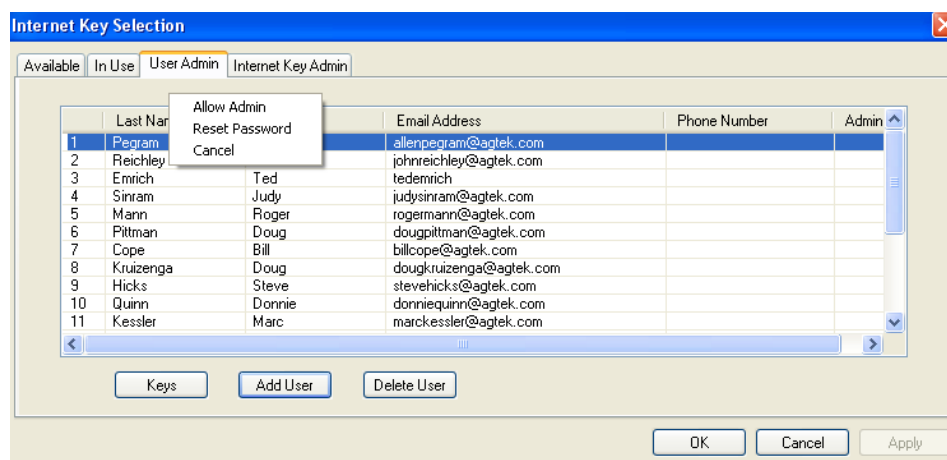 Internet Key Selection
Available In Use User Admin Internet Key Admin
Allow Admin
Reset Password
Cancel
Last Nar Email Address Phone Number Admin
1 Pegram allenpegram@agtek.com
2 Reichley johnreichley@agtek.com
3 Emrich Ted tedemrich
4 Sinram Judy judysinram@agtek.com
5 Mann Roger rogermann@agtek.com
6 Pittman Doug dougpittman@agtek.com
7 Cope Bill billcope@agtek.com
8 Kruizenga Doug dougkruizenga@agtek.com
9 Hicks Steve stevehicks@agtek.com
10 Quinn Donnie donniequinn@agtek.com
11 Kessler Marc marckessler@agtek.com
Keys Add User Delete User
OK Cancel Apply